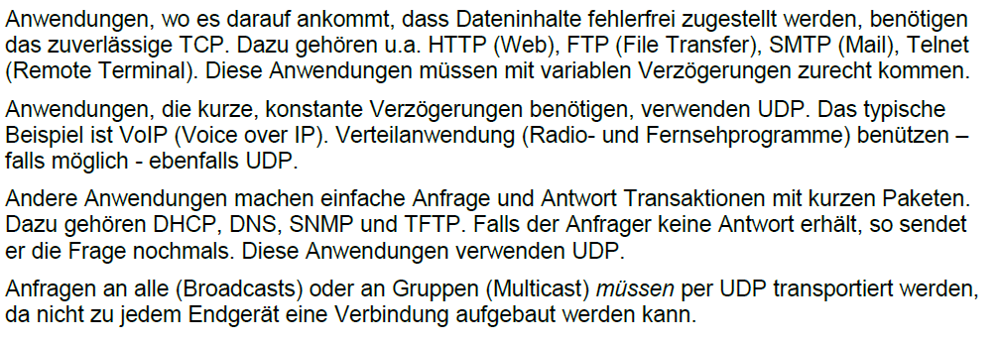 Anwendungen, wo es darauf ankommt, dass Dateninhalte fehlerfrei zugestellt werden, benötigen
das zuverlässige TCP. Dazu gehören u.a. HTTP (Web), FTP (File Transfer), SMTP (Mail), Telnet
(Remote Terminal). Diese Anwendungen müssen mit variablen Verzögerungen zurecht kommen.
Anwendungen, die kurze, konstante Verzögerungen benötigen, verwenden UDP. Das typische
Beispiel ist VoIP (Voice over IP). Verteilanwendung (Radio- und Fernsehprogramme) benützen –
falls möglich - ebenfalls UDP.
Andere Anwendungen machen einfache Anfrage und Antwort Transaktionen mit kurzen Paketen.
Dazu gehören DHCP, DNS, SNMP und TFTP. Falls der Anfrager keine Antwort erhält, so sendet
er die Frage nochmals. Diese Anwendungen verwenden UDP.
Anfragen an alle (Broadcasts) oder an Gruppen (Multicast) müssen per UDP transportiert werden,
da nicht zu jedem Endgerät eine Verbindung aufgebaut werden kann.